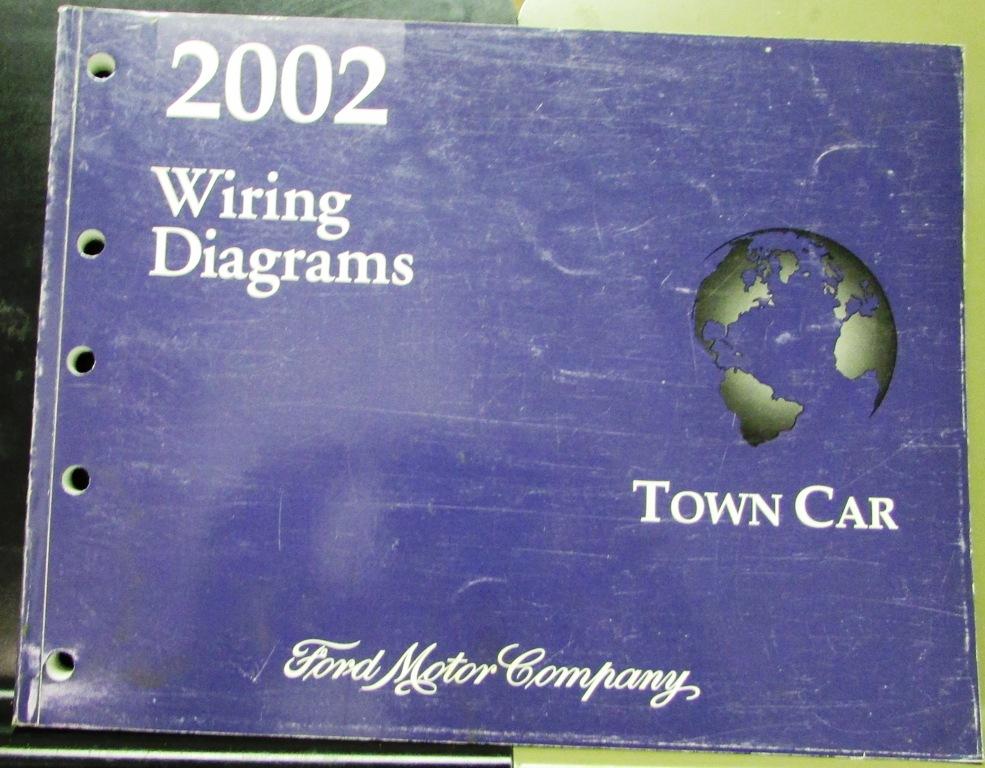 2002
Wiring
Diagrams
TOWN CAR
Ford Motor Company